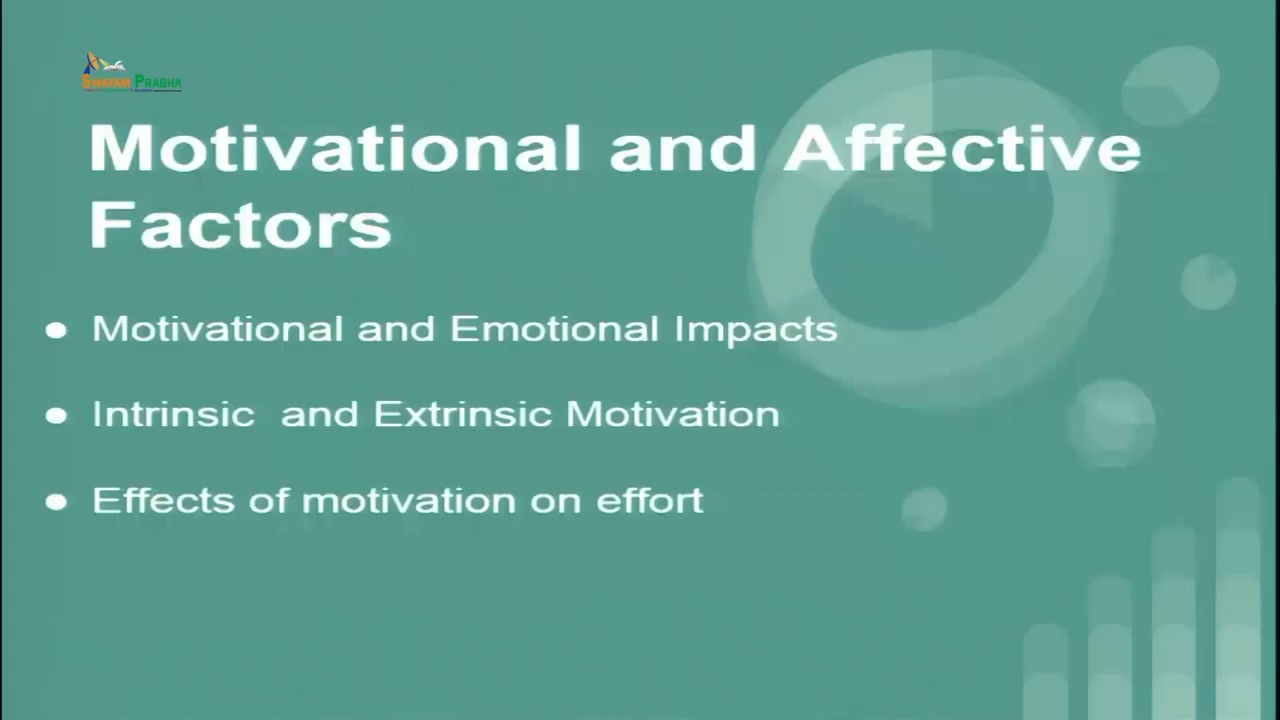 SWAYAM PRABHA
Motivational and Affective
Factors
● Motivational and Emotional Impacts
● Intrinsic and Extrinsic Motivation
● Effects of motivation on effort